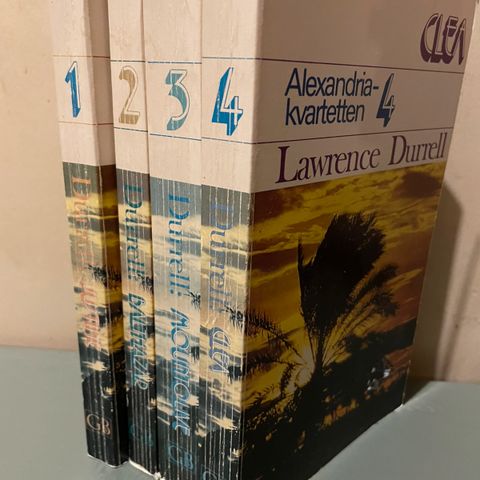 1
Durrell: JUSTINE
GB
2
Durrell: BALTHAZAR
GB
3
Durrell: MOUNTOLIVE
GB
4
Durrell: CLEA
CLEA
Alexandria-
kvartetten 4
Lawrence Durrell